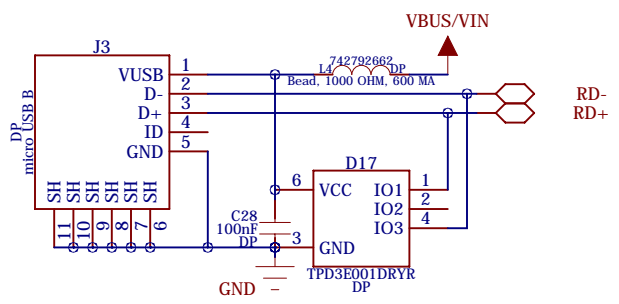 VBUS/VIN
J3
742792662
L4
DP
Bead, 1000 OHM, 600 MA
VUSB 1
D- 2
D+ 3
ID 4
GND 5
DP
micro USB B
RD-
RD+
SH SH SH SH SH SH
11 10 9 8 7 6
D17
6 VCC IO1 1
IO2 2
IO3 4
3 GND
C28
100nF
DP
TPD3E001DRYR
DP
GND -